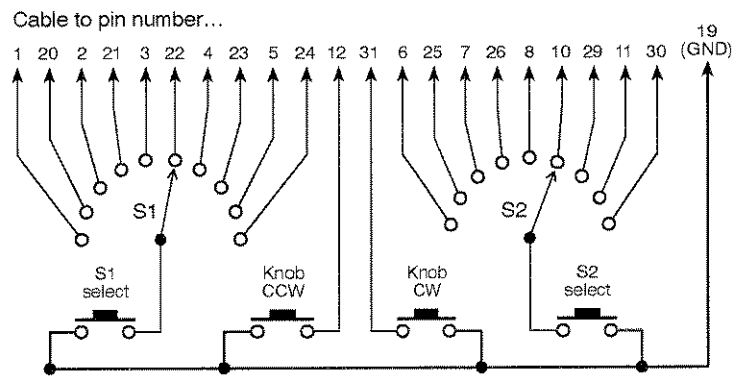 Cable to pin number...
19
1 20 2 21 3 22 4 23 5 24 12 31 6 25 7 26 8 10 29 11 30 (GND)
S1
S2
S1
select
Knob
CCW
Knob
CW
S2
select